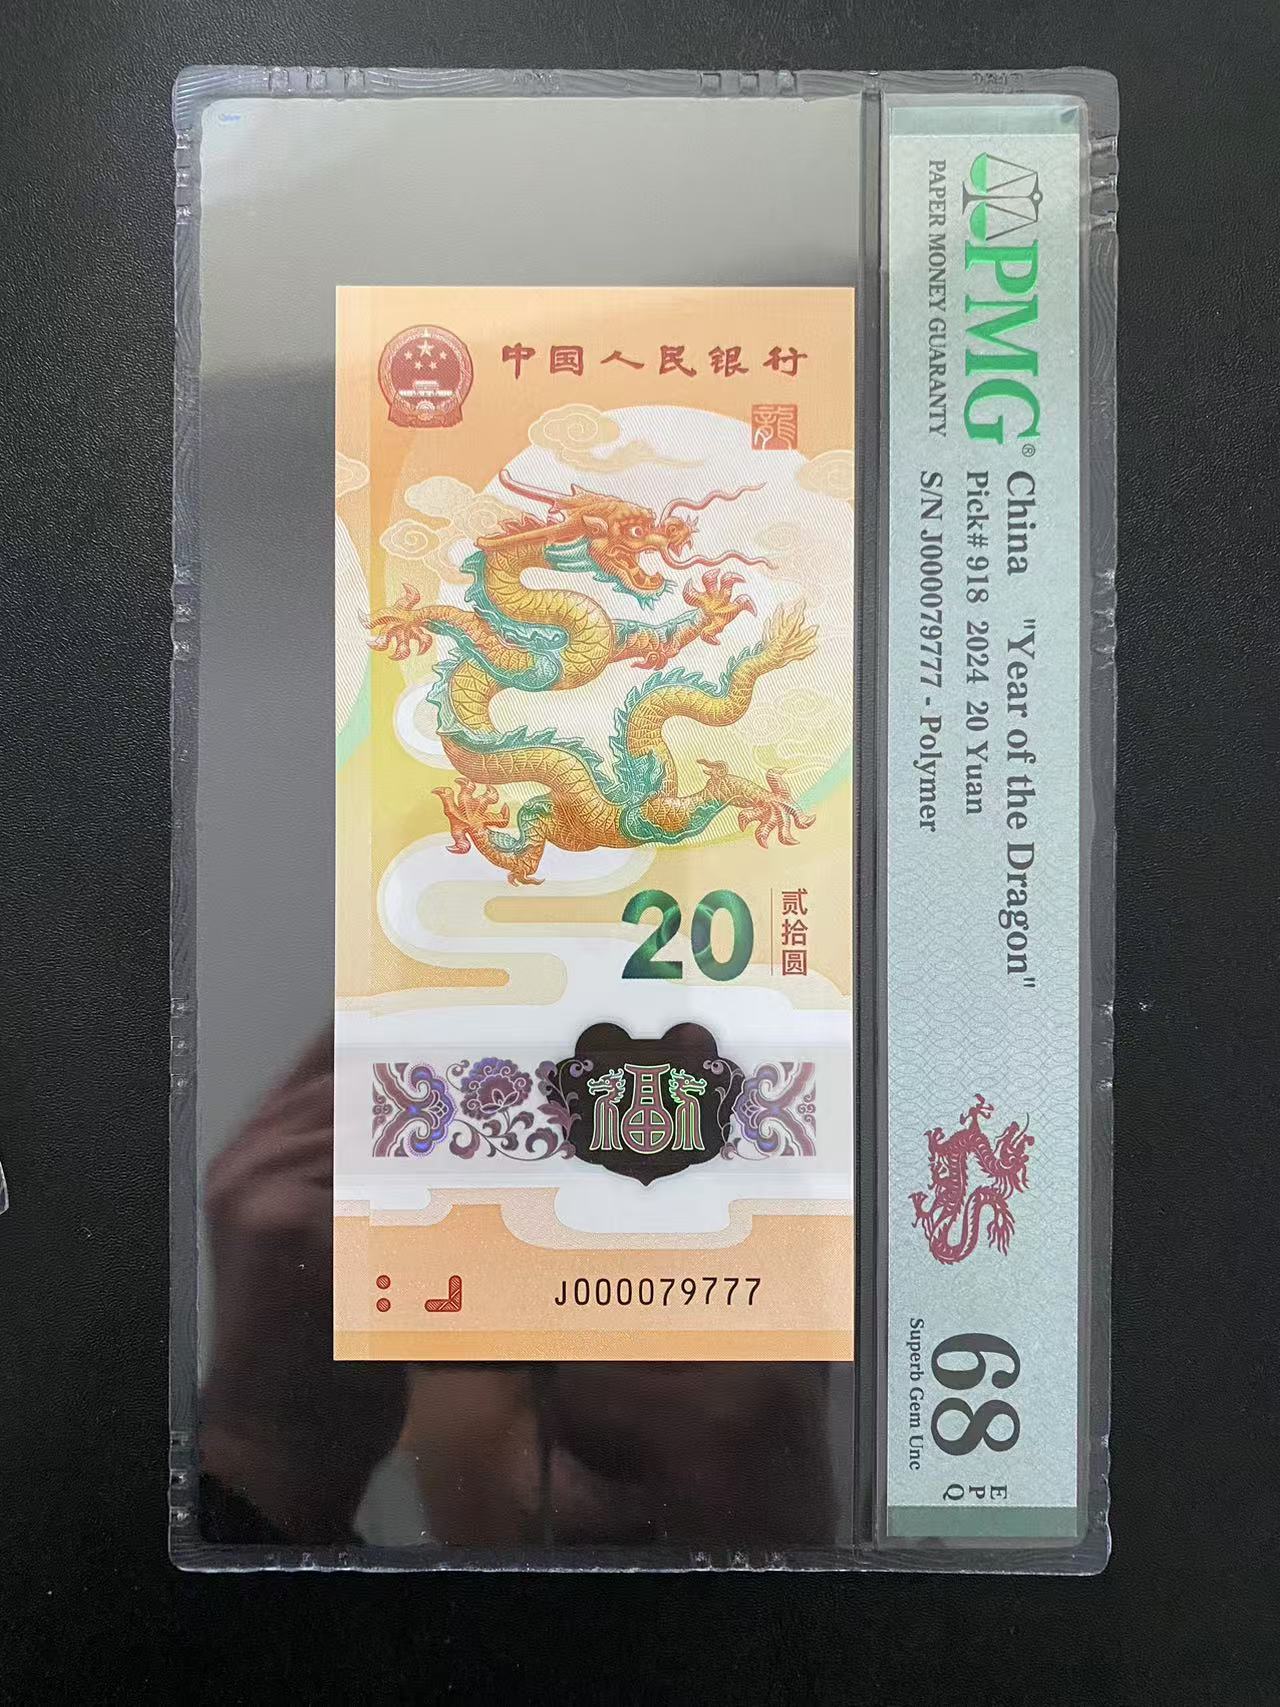 中国人民银行
龍
20
贰拾圆
福
J000079777
PMG®
PAPER MONEY GUARANTY
China "Year of the Dragon"
Pick# 918 2024 20 Yuan
S/N J000079777 - Polymer
68
EPQ
Superb Gem Unc